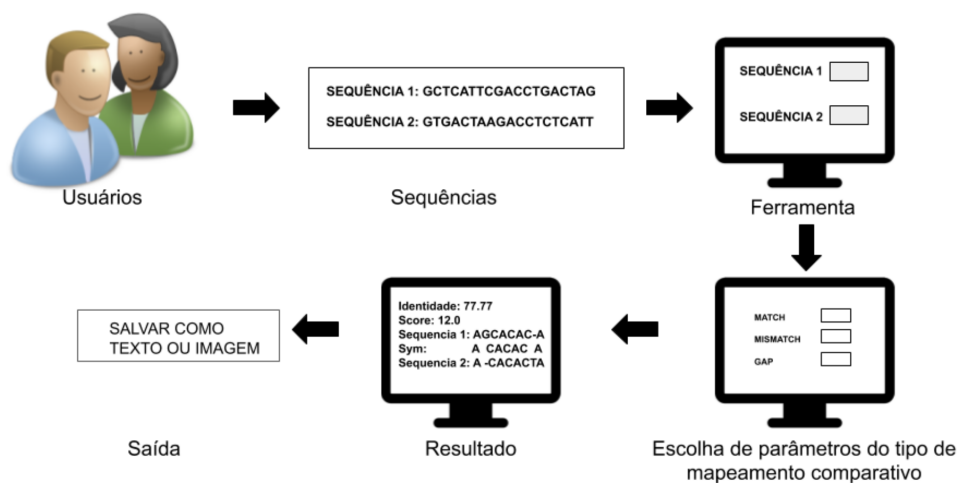 SEQUÊNCIA 1: GCTCATTCGACCTGACTAG
SEQUÊNCIA 2: GTGACTAAGACCTCTCATT
SEQUÊNCIA 1
SEQUÊNCIA 2
Usuários
Sequências
Ferramenta
SALVAR COMO
TEXTO OU IMAGEM
Identidade: 77.77
Score: 12.0
Sequencia 1: AGCACAC-A
Sym: A CACAC A
Sequencia 2: A -CACACTA
MATCH
MISMATCH
GAP
Saída
Resultado
Escolha de parâmetros do tipo de
mapeamento comparativo